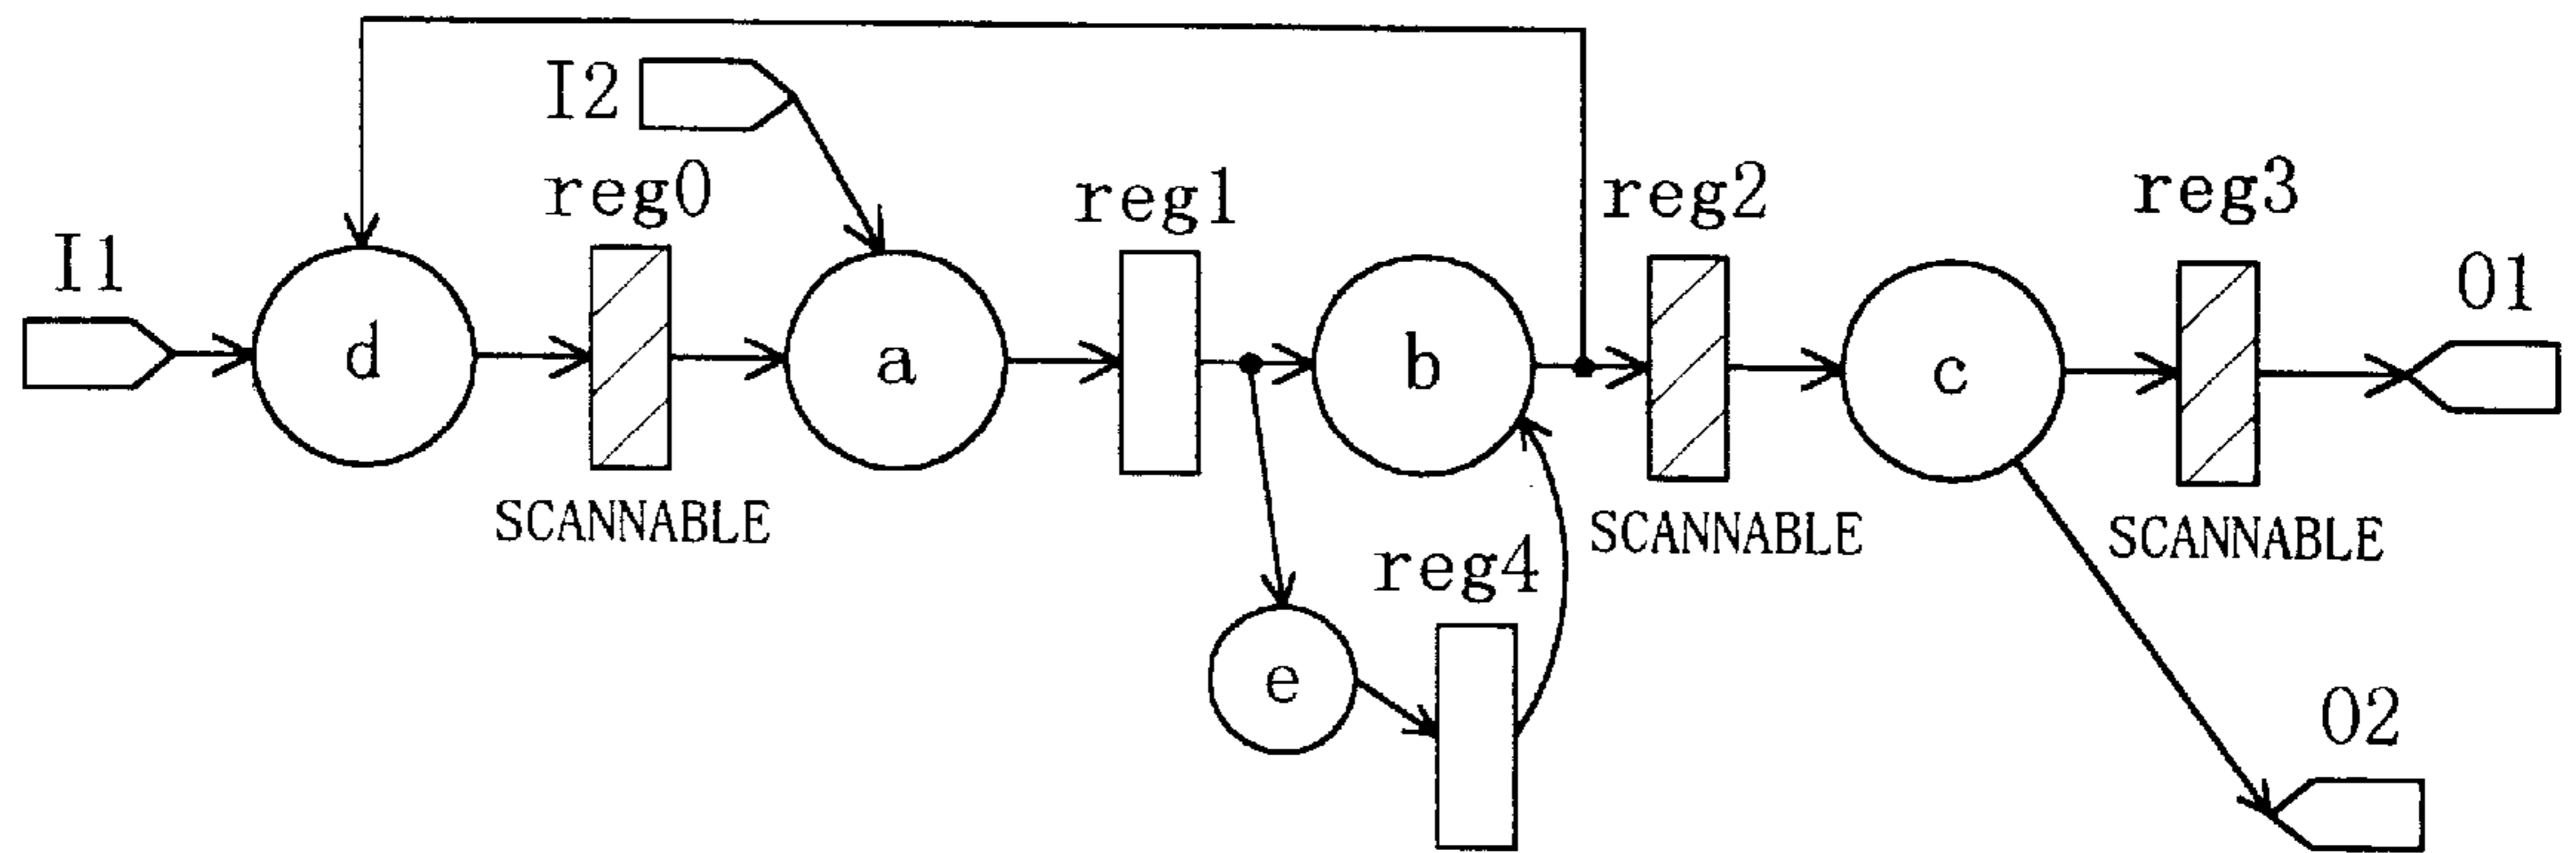 I2
reg0
reg1
reg2
reg3
I1
O1
d
a
b
c
SCANNABLE
SCANNABLE
SCANNABLE
reg4
e
O2